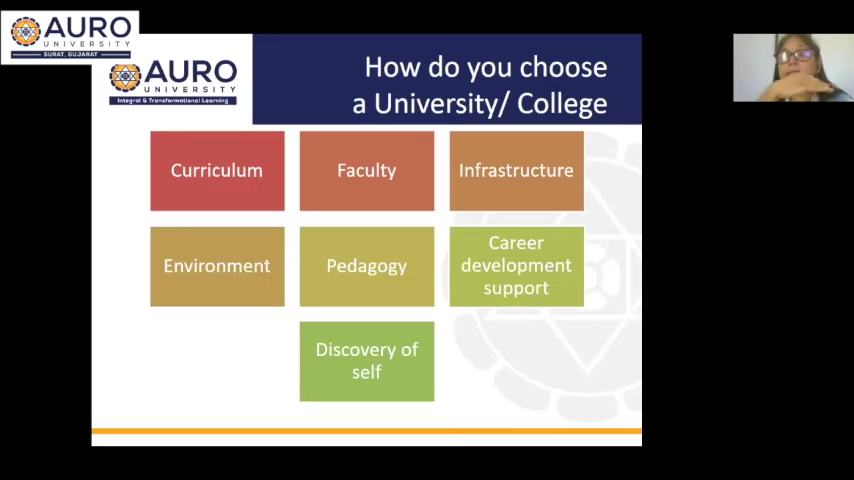 AURO
UNIVERSITY
SURAT, GUJARAT
AURO
UNIVERSITY
Integral & Transformational Learning
How do you choose
a University/ College
Curriculum
Faculty
Infrastructure
Environment
Pedagogy
Career
development
support
Discovery of
self